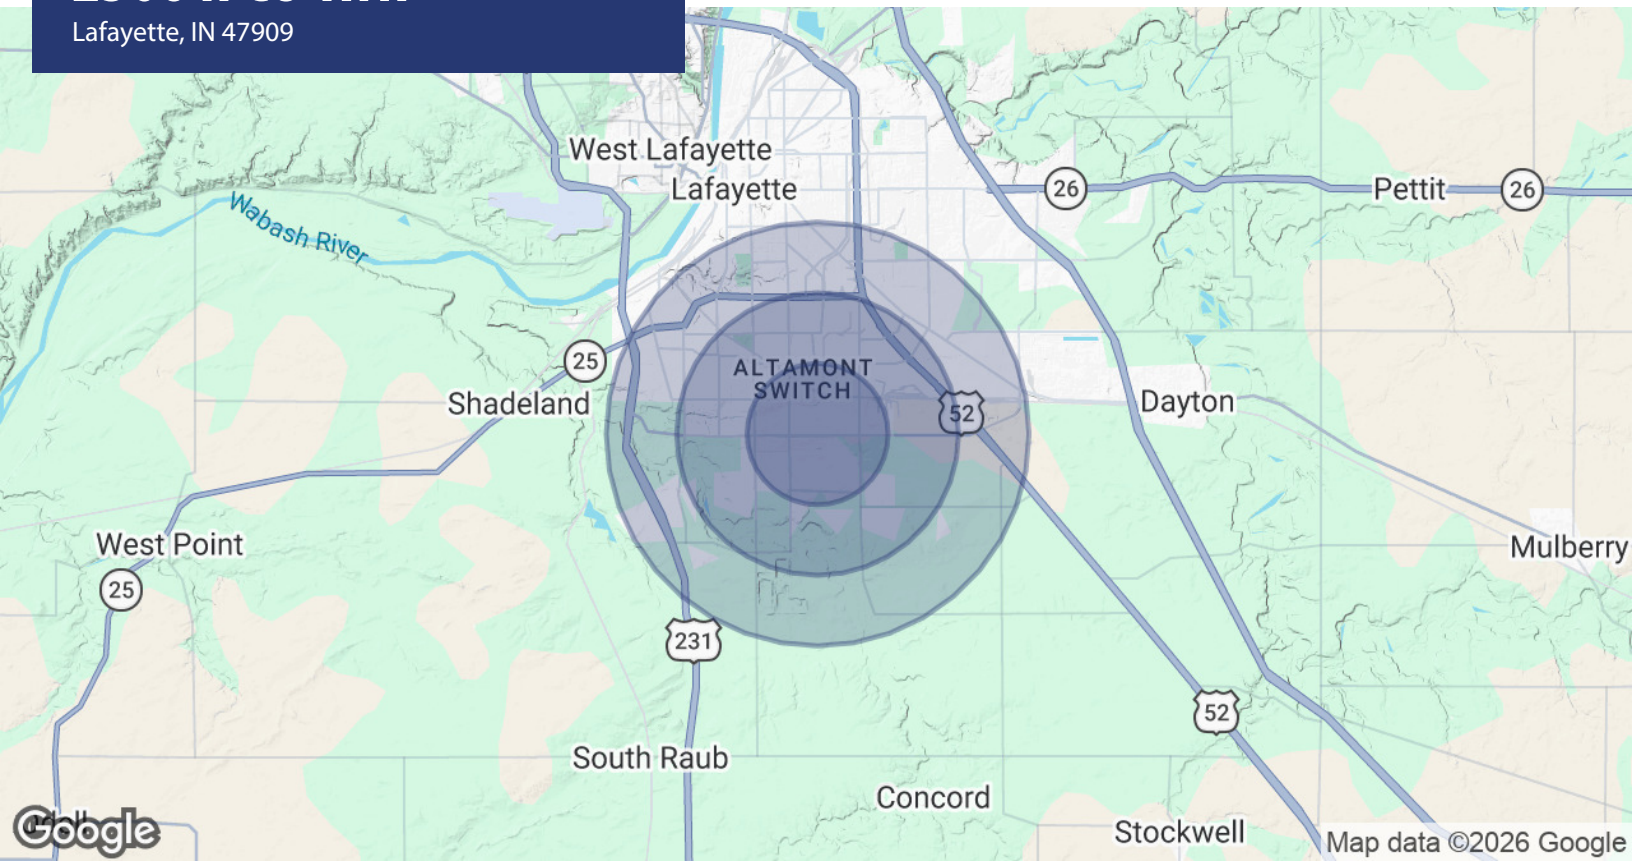 Lafayette, IN 47909
West Lafayette
Lafayette
26
Pettit
26
Wabash River
25
ALTAMONT
SWITCH
Shadeland
52
Dayton
West Point
25
Mulberry
231
52
South Raub
Concord
Stockwell
Google
Map data ©2026 Google